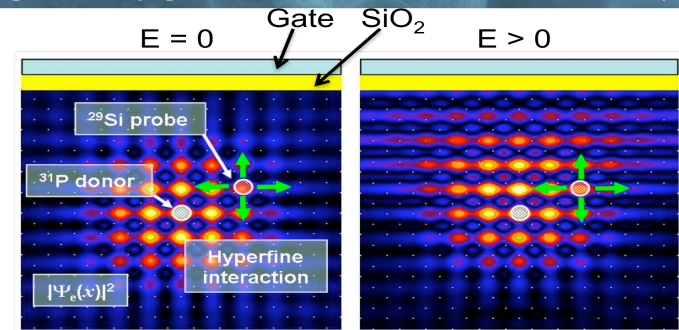 Gate SiO₂
E = 0
E > 0
²⁹Si probe
³¹P donor
Hyperfine
interaction
|Ψₑ(x)|²